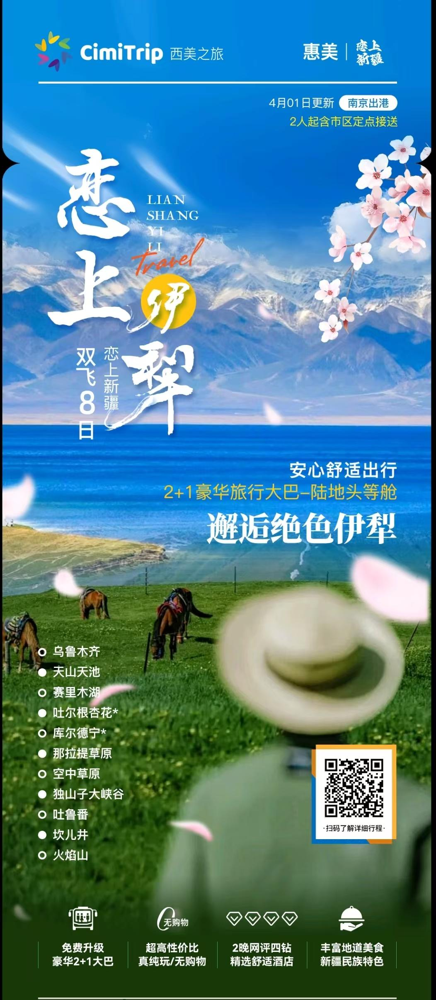 CimiTrip 西美之旅
惠美 | 恋上新疆
4月01日更新 南京出港
2人起含市区定点接送
恋上伊犁
LIAN
SHANG
YI
LI
Travel
恋上新疆
双飞8日
安心舒适出行
2+1豪华旅行大巴-陆地头等舱
邂逅绝色伊犁
乌鲁木齐
天山天池
赛里木湖
吐尔根杏花*
库尔德宁*
那拉提草原
空中草原
独山子大峡谷
吐鲁番
坎儿井
火焰山
·扫码了解详细行程·
0无购物
免费升级
豪华2+1大巴
超高性价比
真纯玩/无购物
2晚网评四钻
精选舒适酒店
丰富地道美食
新疆民族特色